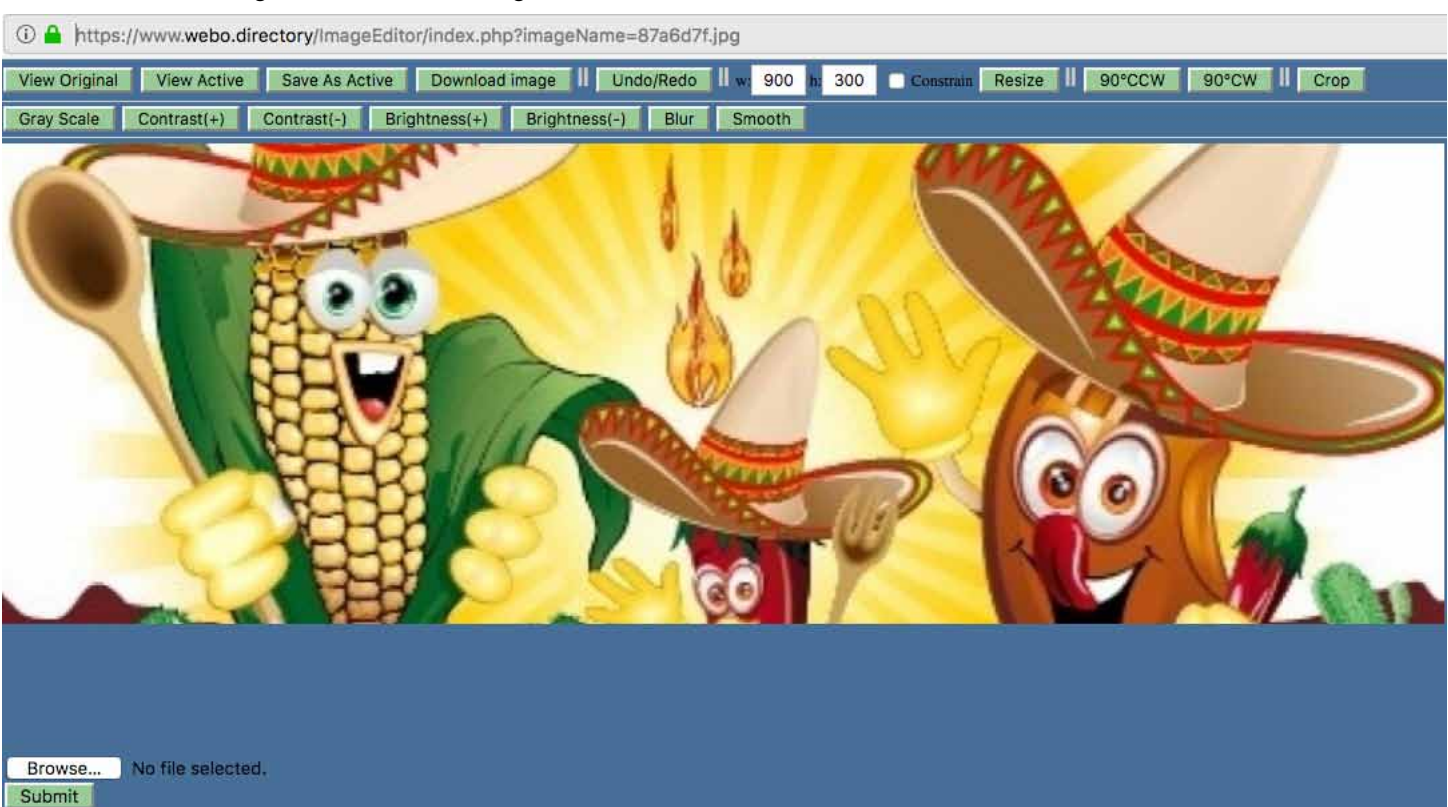 https://www.webo.directory/ImageEditor/index.php?imageName=87a6d7f.jpg
View Original View Active Save As Active Download image || Undo/Redo || w: 900 h: 300 Constrain Resize || 90°CCW 90°CW || Crop
Gray Scale Contrast(+) Contrast(-) Brightness(+) Brightness(-) Blur Smooth
Browse... No file selected.
Submit